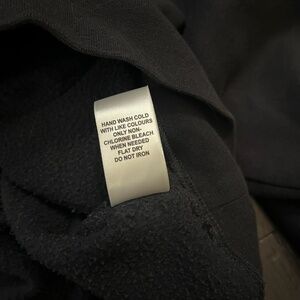 HAND WASH COLD
WITH LIKE COLOURS
ONLY NON-
CHLORINE BLEACH
WHEN NEEDED
FLAT DRY
DO NOT IRON